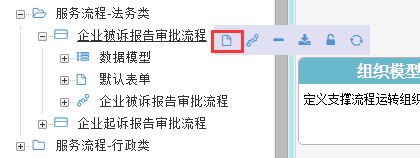 服务流程-法务类
企业被诉报告审批流程
组织模型
数据模型
定义支撑流程运转组织
默认表单
企业被诉报告审批流程
企业起诉报告审批流程
服务流程-行政类